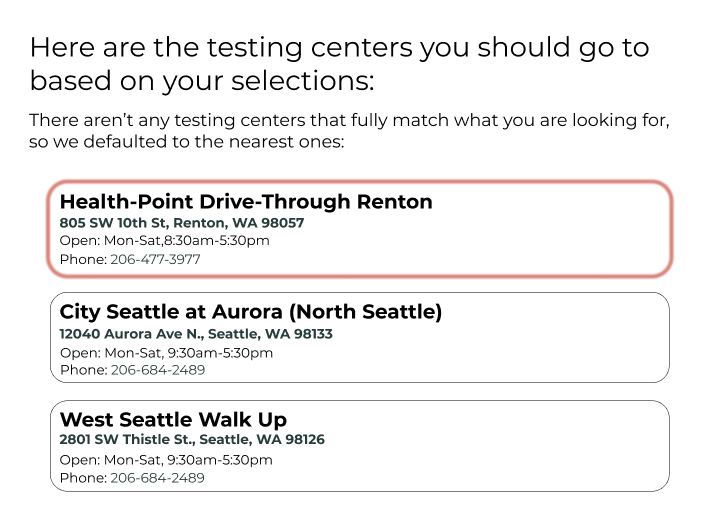 Here are the testing centers you should go to
based on your selections:
There aren't any testing centers that fully match what you are looking for,
so we defaulted to the nearest ones:
Health-Point Drive-Through Renton
805 SW 10th St, Renton, WA 98057
Open: Mon-Sat,8:30am-5:30pm
Phone: 206-477-3977
City Seattle at Aurora (North Seattle)
12040 Aurora Ave N., Seattle, WA 98133
Open: Mon-Sat, 9:30am-5:30pm
Phone: 206-684-2489
West Seattle Walk Up
2801 SW Thistle St., Seattle, WA 98126
Open: Mon-Sat, 9:30am-5:30pm
Phone: 206-684-2489